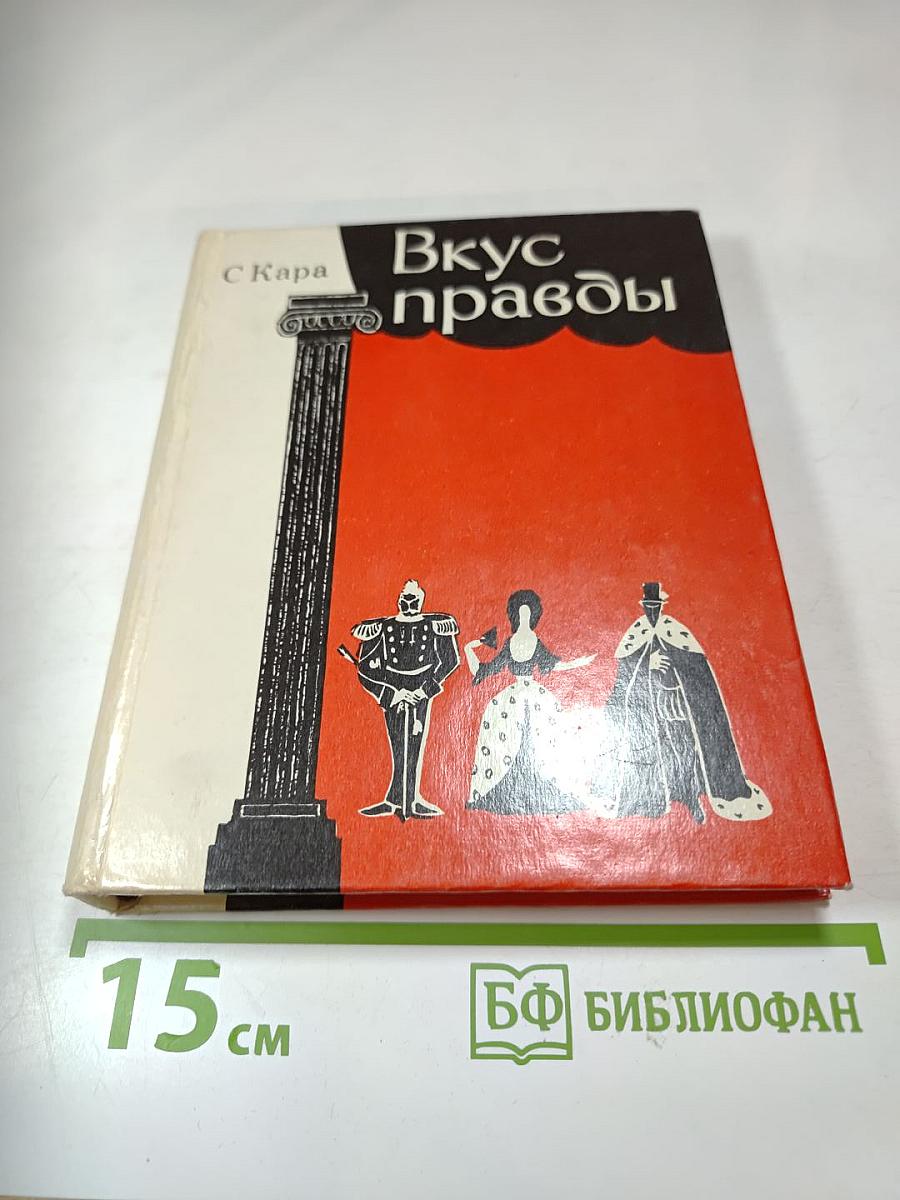 С Кара
Вкус
правды
15 см
БФ БИБЛИОФАН